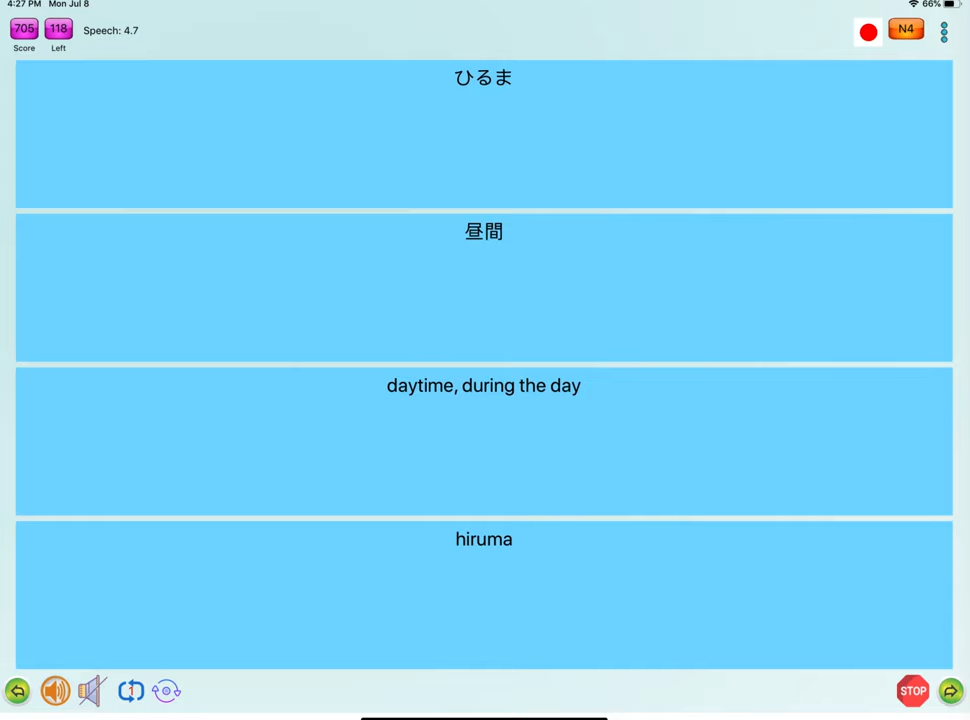 4:27 PM Mon Jul 8
66%
705
118
Speech: 4.7
N4
Score
Left
ひるま
昼間
daytime, during the day
hiruma
1
STOP